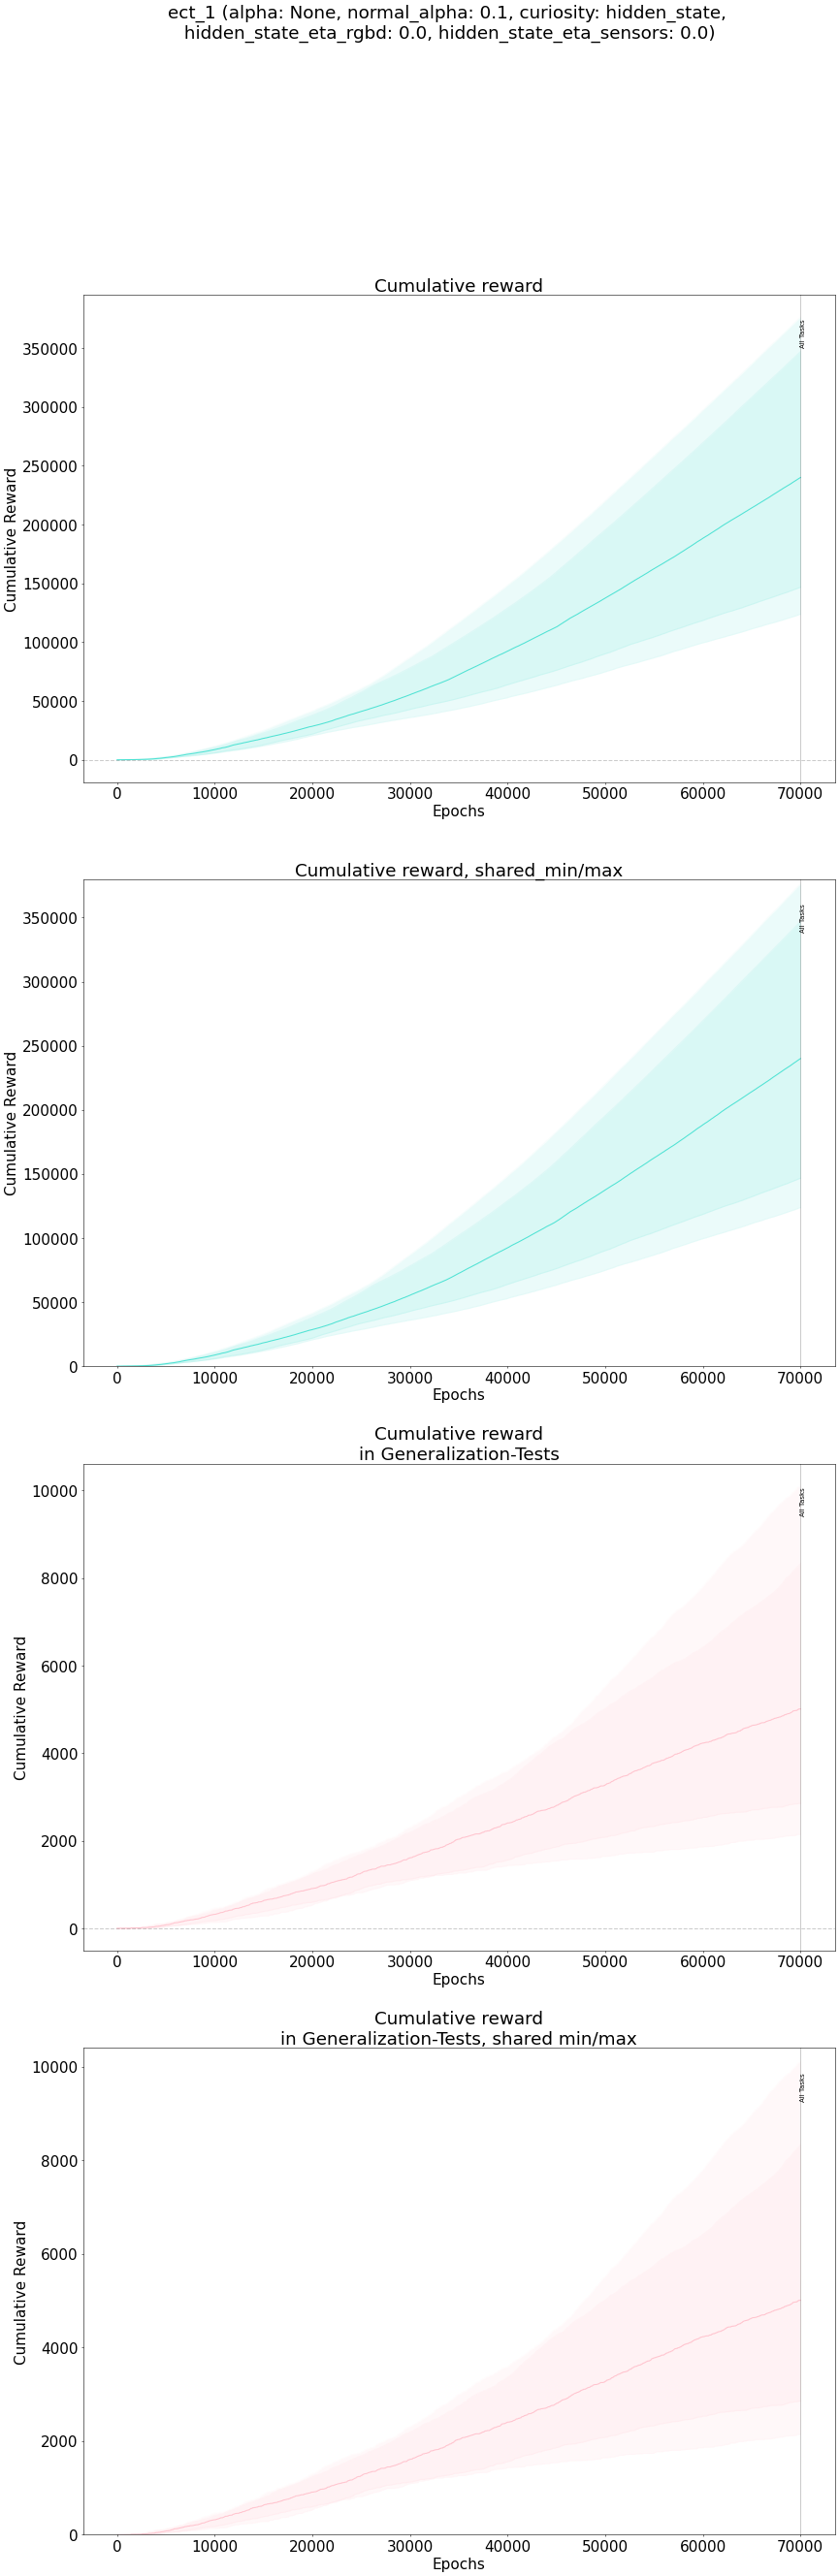 ect_1 (alpha: None, normal_alpha: 0.1, curiosity: hidden_state,
hidden_state_eta_rgbd: 0.0, hidden_state_eta_sensors: 0.0)
Cumulative reward
350000
300000
250000
200000
150000
100000
50000
0
Cumulative Reward
All Tasks
0 10000 20000 30000 40000 50000 60000 70000
Epochs
Cumulative reward, shared_min/max
350000
300000
250000
200000
150000
100000
50000
0
Cumulative Reward
All Tasks
0 10000 20000 30000 40000 50000 60000 70000
Epochs
Cumulative reward
in Generalization-Tests
10000
8000
6000
4000
2000
0
Cumulative Reward
All Tasks
0 10000 20000 30000 40000 50000 60000 70000
Epochs
Cumulative reward
in Generalization-Tests, shared min/max
10000
8000
6000
4000
2000
0
Cumulative Reward
All Tasks
0 10000 20000 30000 40000 50000 60000 70000
Epochs